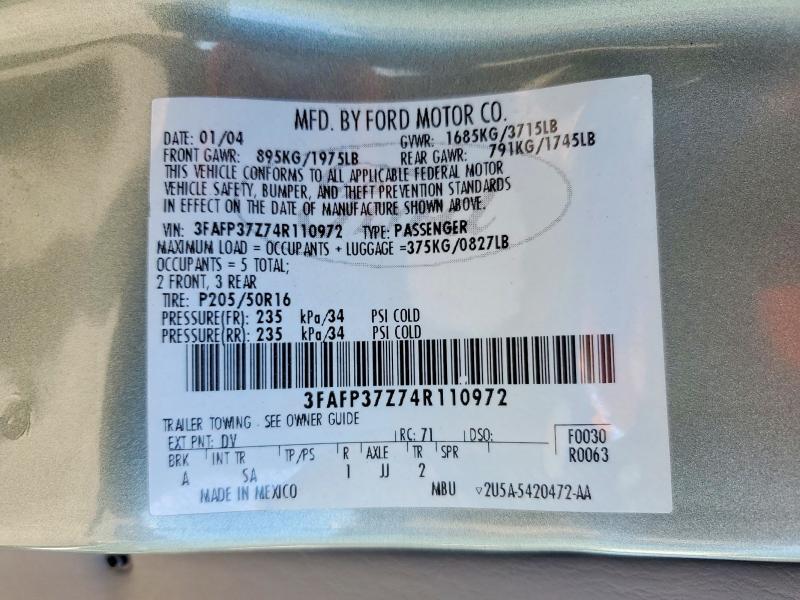 MFD. BY FORD MOTOR CO.
DATE: 01/04 GVWR: 1685KG/3715LB
FRONT GAWR: 895KG/1975LB REAR GAWR: 791KG/1745LB
THIS VEHICLE CONFORMS TO ALL APPLICABLE FEDERAL MOTOR
VEHICLE SAFETY, BUMPER, AND THEFT PREVENTION STANDARDS
IN EFFECT ON THE DATE OF MANUFACTURE SHOWN ABOVE.
VIN: 3FAFP37Z74R110972 TYPE: PASSENGER
MAXIMUM LOAD = OCCUPANTS + LUGGAGE =375KG/0827LB
OCCUPANTS = 5 TOTAL;
2 FRONT, 3 REAR
TIRE: P205/50R16
PRESSURE(FR): 235 kPa/34 PSI COLD
PRESSURE(RR): 235 kPa/34 PSI COLD
3FAFP37Z74R110972
TRAILER TOWING - SEE OWNER GUIDE
EXT PNT: DV RC: 71 DSO: F0030
BRK INT TR TP/PS R AXLE TR SPR R0063
A SA 1 JJ 2
MADE IN MEXICO MBU ▽2U5A-5420472-AA